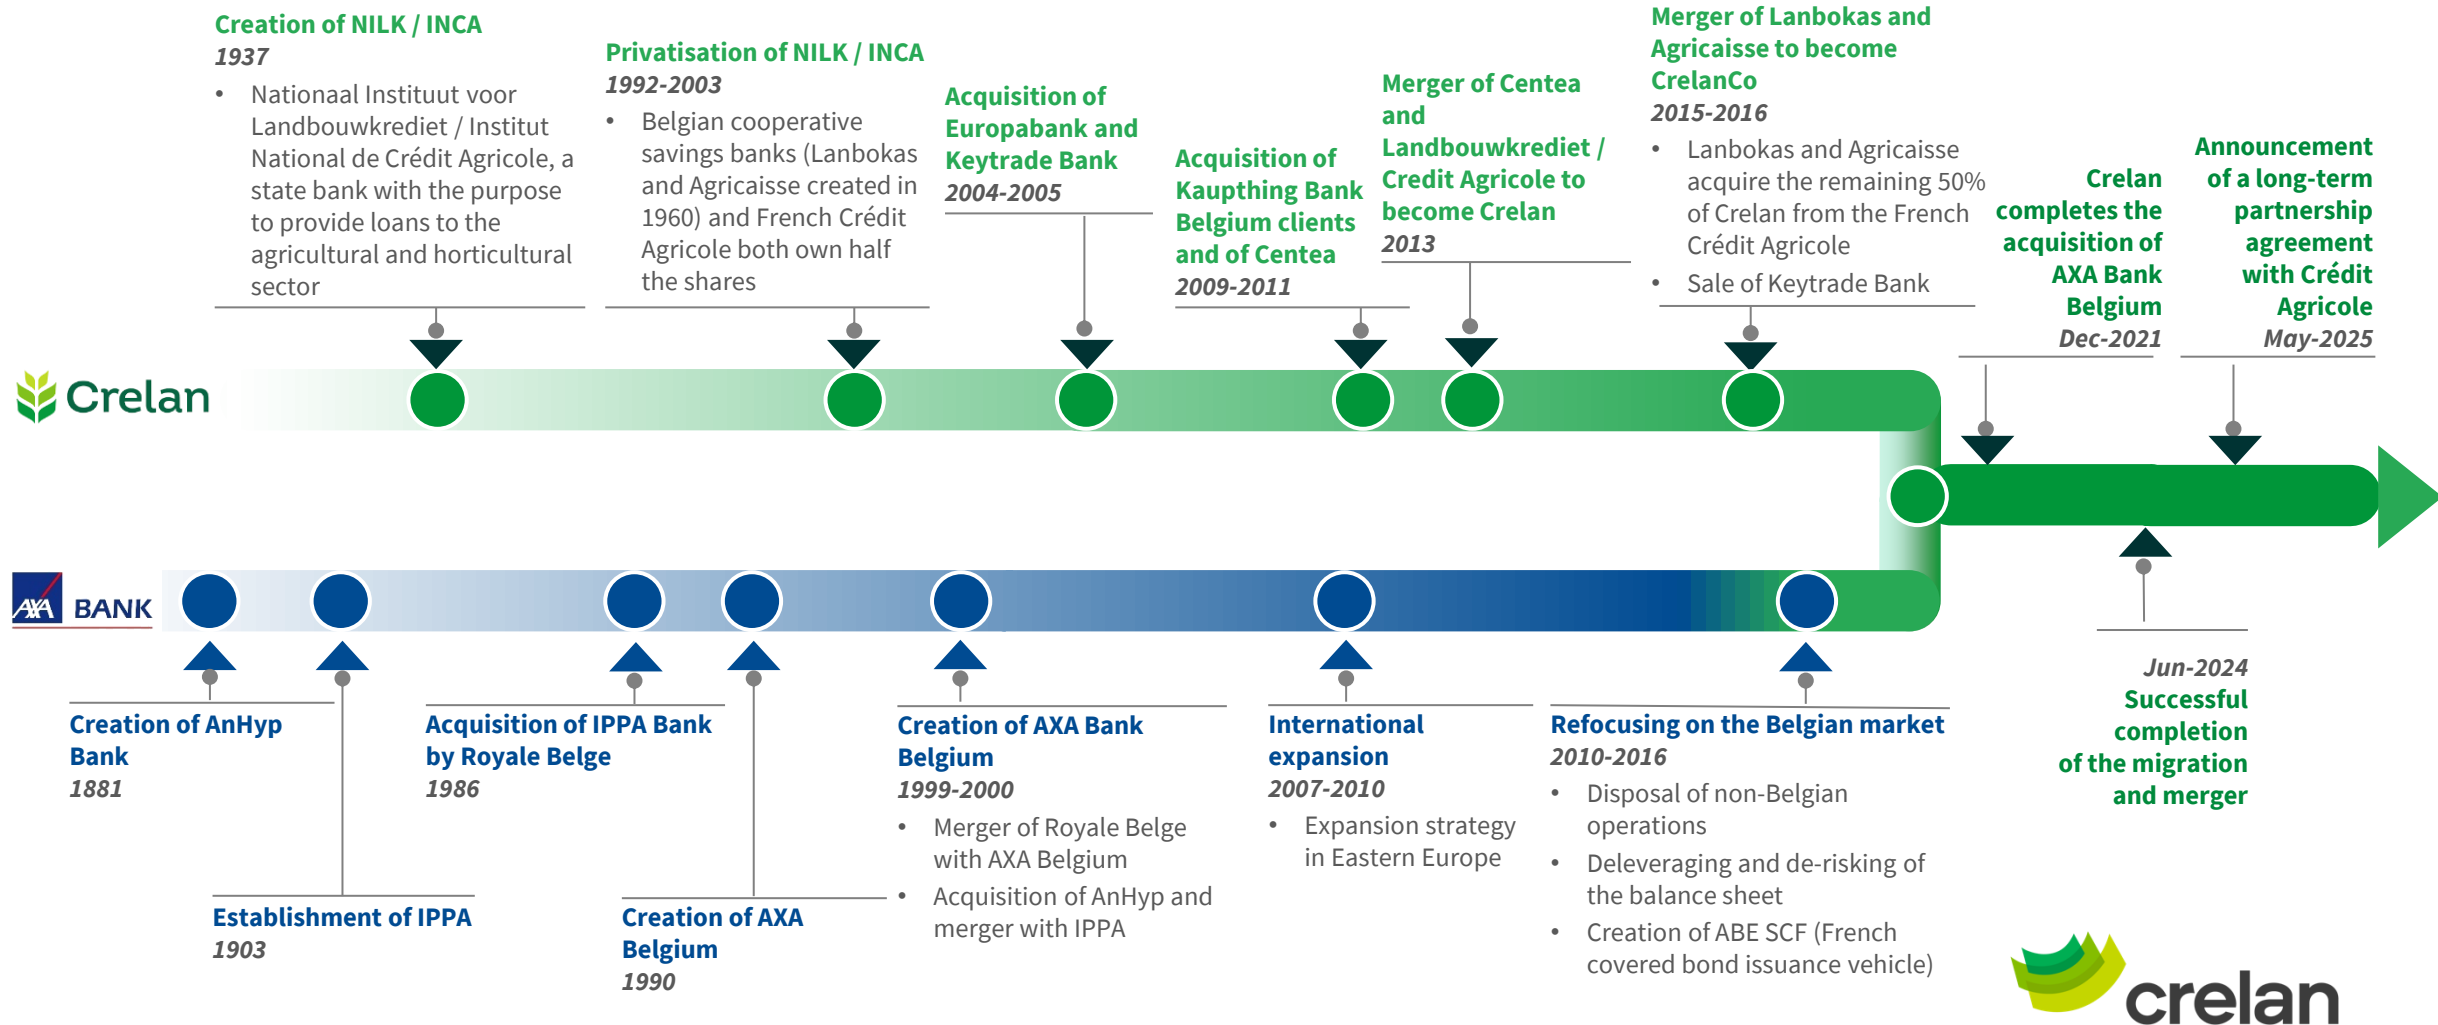 Creation of NILK / INCA
1937
• Nationaal Instituut voor
Landbouwkrediet / Institut
National de Crédit Agricole, a
state bank with the purpose
to provide loans to the
agricultural and horticultural
sector
Privatisation of NILK / INCA
1992-2003
• Belgian cooperative
savings banks (Lanbokas
and Agricaisse created in
1960) and French Crédit
Agricole both own half
the shares
Acquisition of
Europabank and
Keytrade Bank
2004-2005
Acquisition of
Kaupthing Bank
Belgium clients
and of Centea
2009-2011
Merger of Centea
and
Landbouwkrediet /
Credit Agricole to
become Crelan
2013
Merger of Lanbokas and
Agricaisse to become
CrelanCo
2015-2016
• Lanbokas and Agricaisse
acquire the remaining 50%
of Crelan from the French
Crédit Agricole
• Sale of Keytrade Bank
Crelan
completes the
acquisition of
AXA Bank
Belgium
Dec-2021
Announcement
of a long-term
partnership
agreement
with Crédit
Agricole
May-2025
Crelan
AXA BANK
Creation of AnHyp
Bank
1881
Establishment of IPPA
1903
Acquisition of IPPA Bank
by Royale Belge
1986
Creation of AXA
Belgium
1990
Creation of AXA Bank
Belgium
1999-2000
• Merger of Royale Belge
with AXA Belgium
• Acquisition of AnHyp and
merger with IPPA
International
expansion
2007-2010
• Expansion strategy
in Eastern Europe
Refocusing on the Belgian market
2010-2016
• Disposal of non-Belgian
operations
• Deleveraging and de-risking of
the balance sheet
• Creation of ABE SCF (French
covered bond issuance vehicle)
Jun-2024
Successful
completion
of the migration
and merger
crelan